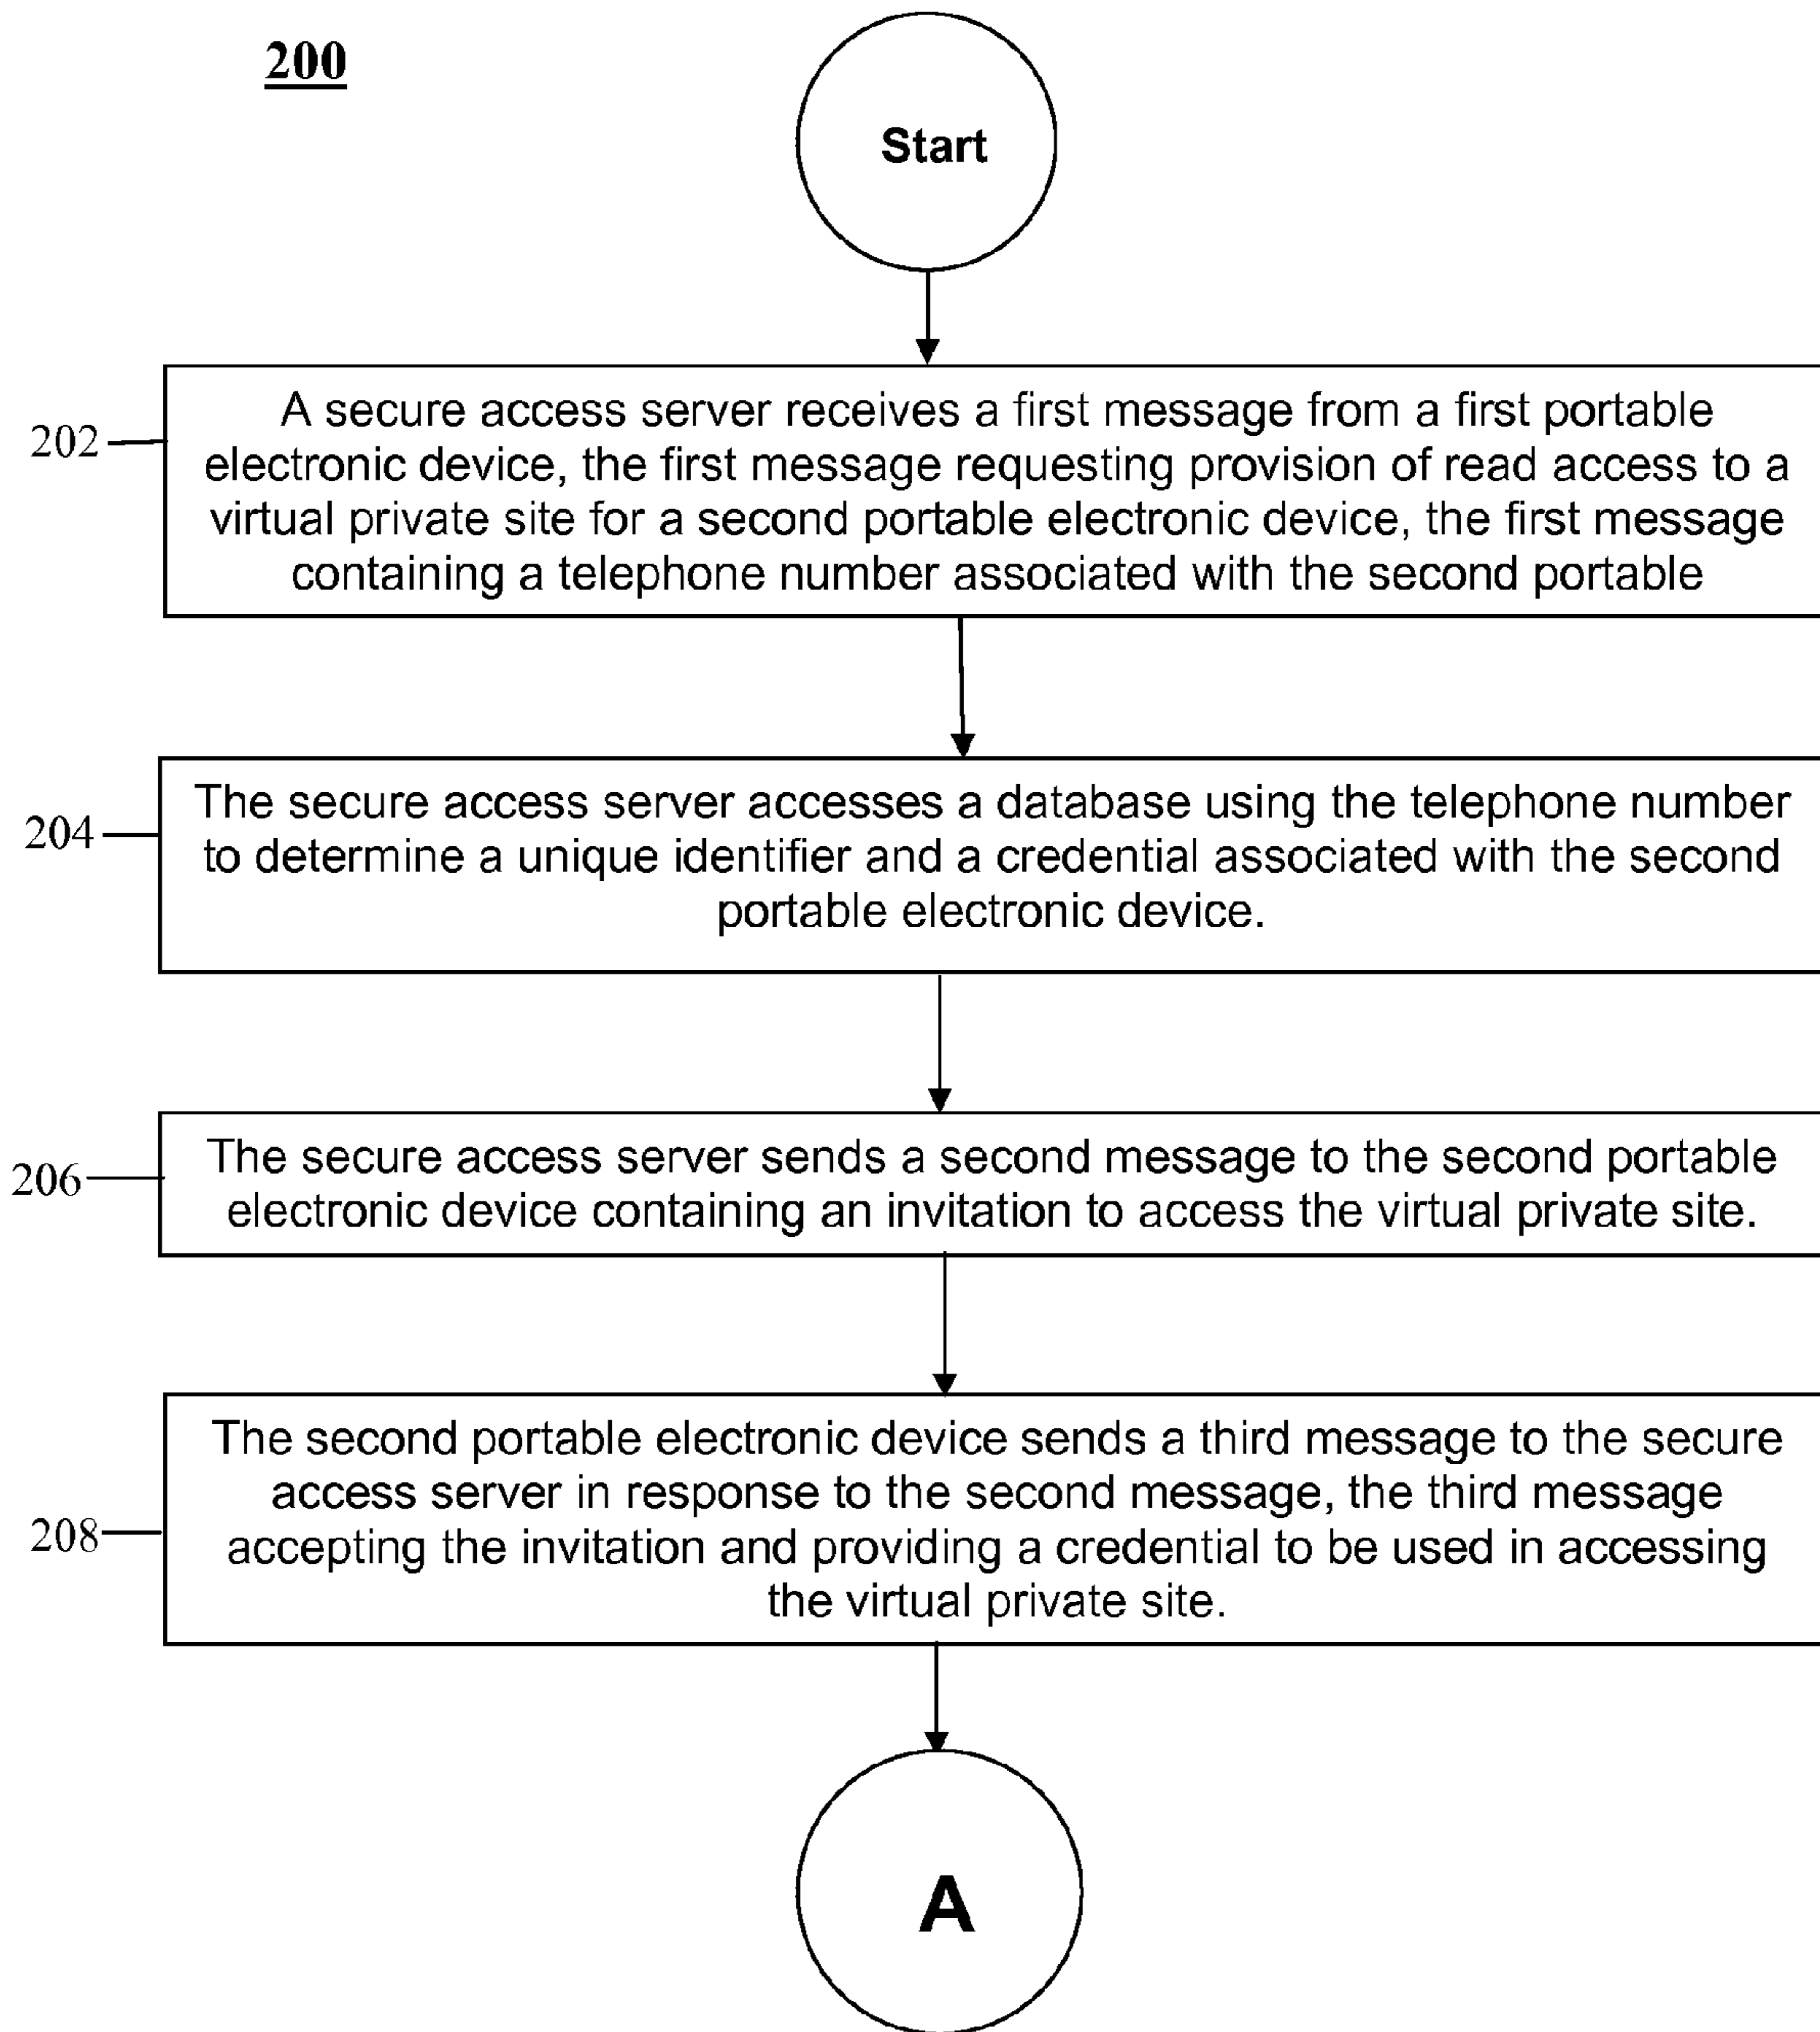 200
Start
202
A secure access server receives a first message from a first portable
electronic device, the first message requesting provision of read access to a
virtual private site for a second portable electronic device, the first message
containing a telephone number associated with the second portable
204
The secure access server accesses a database using the telephone number
to determine a unique identifier and a credential associated with the second
portable electronic device.
206
The secure access server sends a second message to the second portable
electronic device containing an invitation to access the virtual private site.
208
The second portable electronic device sends a third message to the secure
access server in response to the second message, the third message
accepting the invitation and providing a credential to be used in accessing
the virtual private site.
A